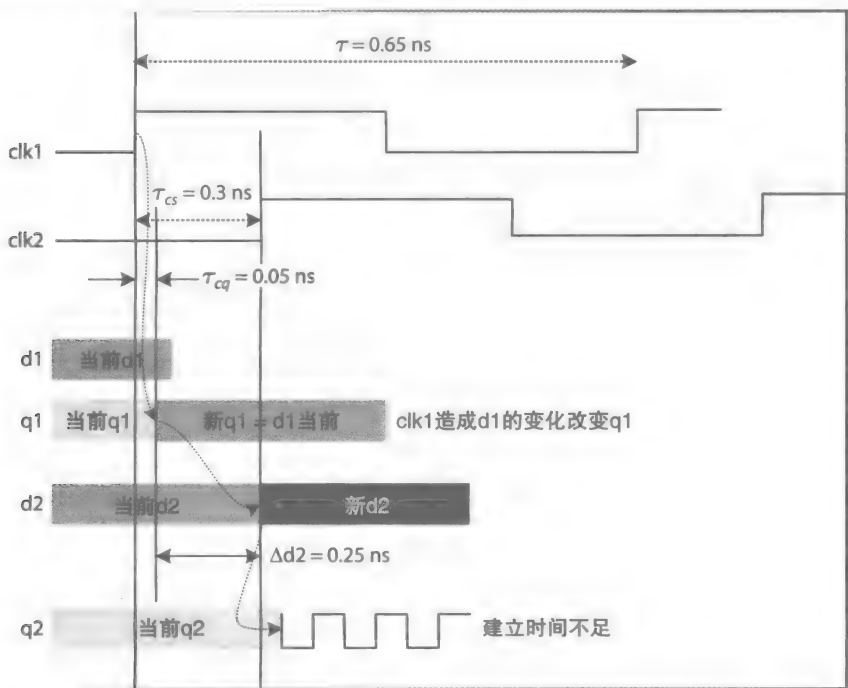 τ = 0.65 ns
clk1
τcs = 0.3 ns
clk2
τcq = 0.05 ns
d1 当前d1
q1 当前q1 新q1 = d1当前 clk1造成d1的变化改变q1
d2 当前d2 新d2
Δd2 = 0.25 ns
q2 当前q2 建立时间不足